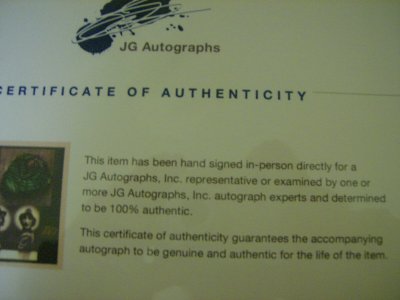 JG Autographs
CERTIFICATE OF AUTHENTICITY
This item has been hand signed in-person directly for a
JG Autographs, Inc. representative or examined by one or
more JG Autographs, Inc. autograph experts and determined
to be 100% authentic.
This certificate of authenticity guarantees the accompanying
autograph to be genuine and authentic for the life of the item.